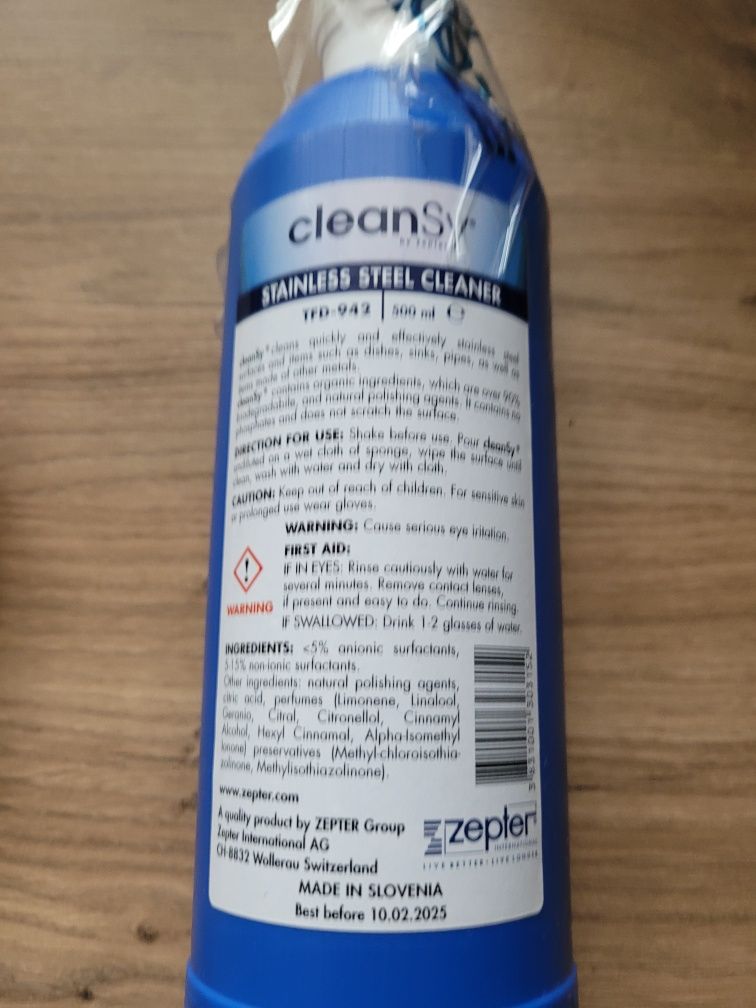 cleanSy®
by zepter
STAINLESS STEEL CLEANER
TFD-942 | 500 ml ℮
cleanSy® cleans quickly and effectively stainless steel
surfaces and items such as dishes, sinks, pipes, as well as
items made of other metals.
cleanSy® contains organic ingredients, which are over 90%
biodegradable, and natural polishing agents. It contains no
phosphates and does not scratch the surface.
DIRECTION FOR USE: Shake before use. Pour cleanSy®
undiluted on a wet cloth of sponge, wipe the surface until
clean, wash with water and dry with cloth.
CAUTION: Keep out of reach of children. For sensitive skin
or prolonged use wear gloves.
WARNING: Cause serious eye iritation.
FIRST AID:
IF IN EYES: Rinse cautiously with water for
several minutes. Remove contact lenses,
if present and easy to do. Continue rinsing.
IF SWALLOWED: Drink 1-2 glasses of water.
WARNING
INGREDIENTS: <5% anionic surfactants,
5-15% non-ionic surfactants.
Other ingredients: natural polishing agents,
citric acid, perfumes (Limonene, Linalool,
Geranio, Citral, Citronellol, Cinnamyl
Alcohol, Hexyl Cinnamal, Alpha-Isomethyl
Ionone) preservatives (Methyl-chloroisothia-
zolinone, Methylisothiazolinone).
www.zepter.com
A quality product by ZEPTER Group
Zepter International AG
CH-8832 Wollerau Switzerland
zepter
INTERNATIONAL
LIVE BETTER • LIVE LONGER
MADE IN SLOVENIA
Best before 10.02.2025